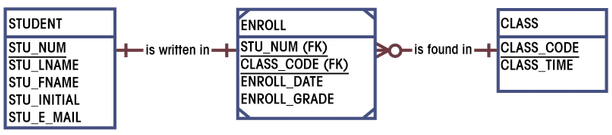 STUDENT
STU_NUM
STU_LNAME
STU_FNAME
STU_INITIAL
STU_E_MAIL
is written in
ENROLL
STU_NUM (FK)
CLASS_CODE (FK)
ENROLL_DATE
ENROLL_GRADE
is found in
CLASS
CLASS_CODE
CLASS_TIME